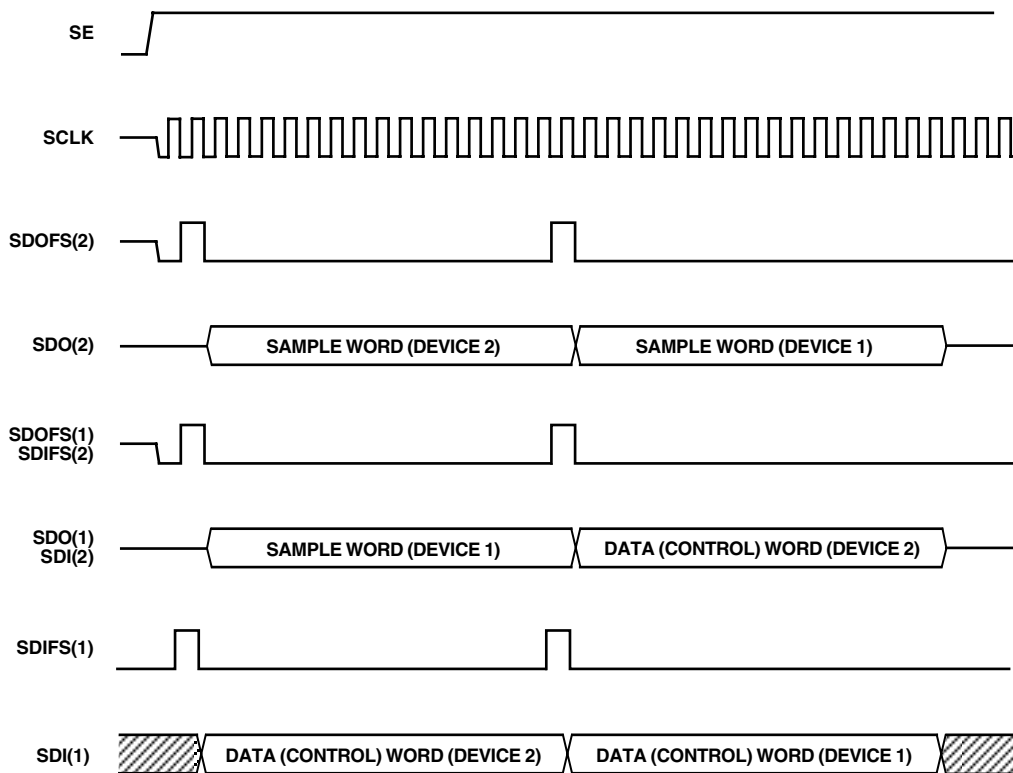 SE
SCLK
SDOFS(2)
SDO(2)
SAMPLE WORD (DEVICE 2)
SAMPLE WORD (DEVICE 1)
SDOFS(1)
SDIFS(2)
SDO(1)
SDI(2)
SAMPLE WORD (DEVICE 1)
DATA (CONTROL) WORD (DEVICE 2)
SDIFS(1)
SDI(1)
DATA (CONTROL) WORD (DEVICE 2)
DATA (CONTROL) WORD (DEVICE 1)